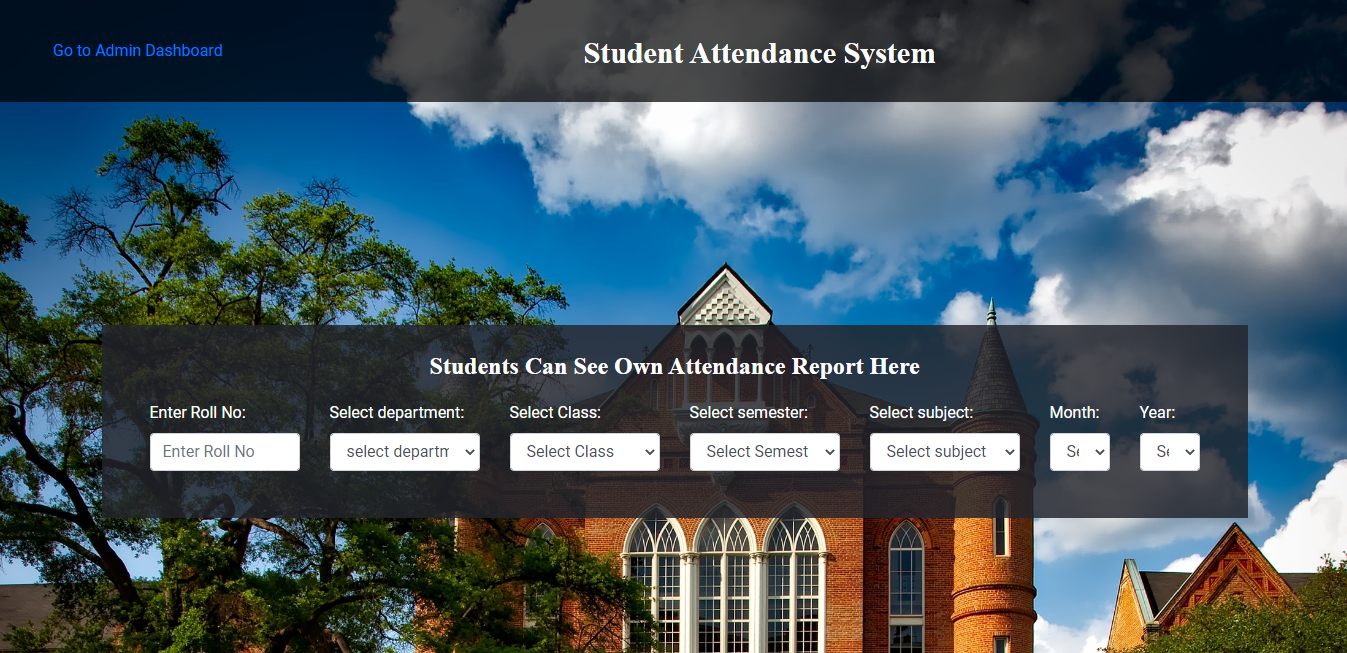 Go to Admin Dashboard
Student Attendance System
Students Can See Own Attendance Report Here
Enter Roll No: Select department: Select Class: Select semester: Select subject: Month: Year:
Enter Roll No select departm Select Class Select Semest Select subject Se Se